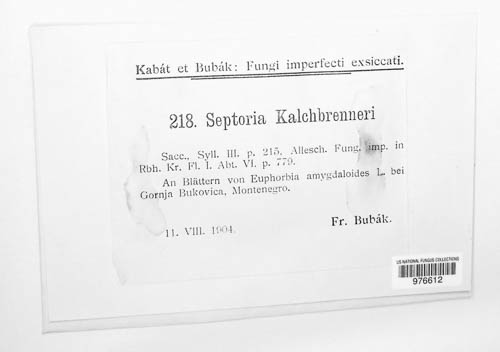 Kabát et Bubák: Fungi imperfecti exsiccati.
218. Septoria Kalchbrenneri
Sacc., Syll. III. p. 215, Allesch. Fung. imp. in
Rbh. Kr. Fl. I. Abt. VI. p. 779.
An Blättern von Euphorbia amygdaloides L. bei
Gornja Bukovica, Montenegro.
11. VIII. 1904.
Fr. Bubák.
US NATIONAL FUNGUS COLLECTIONS
976612